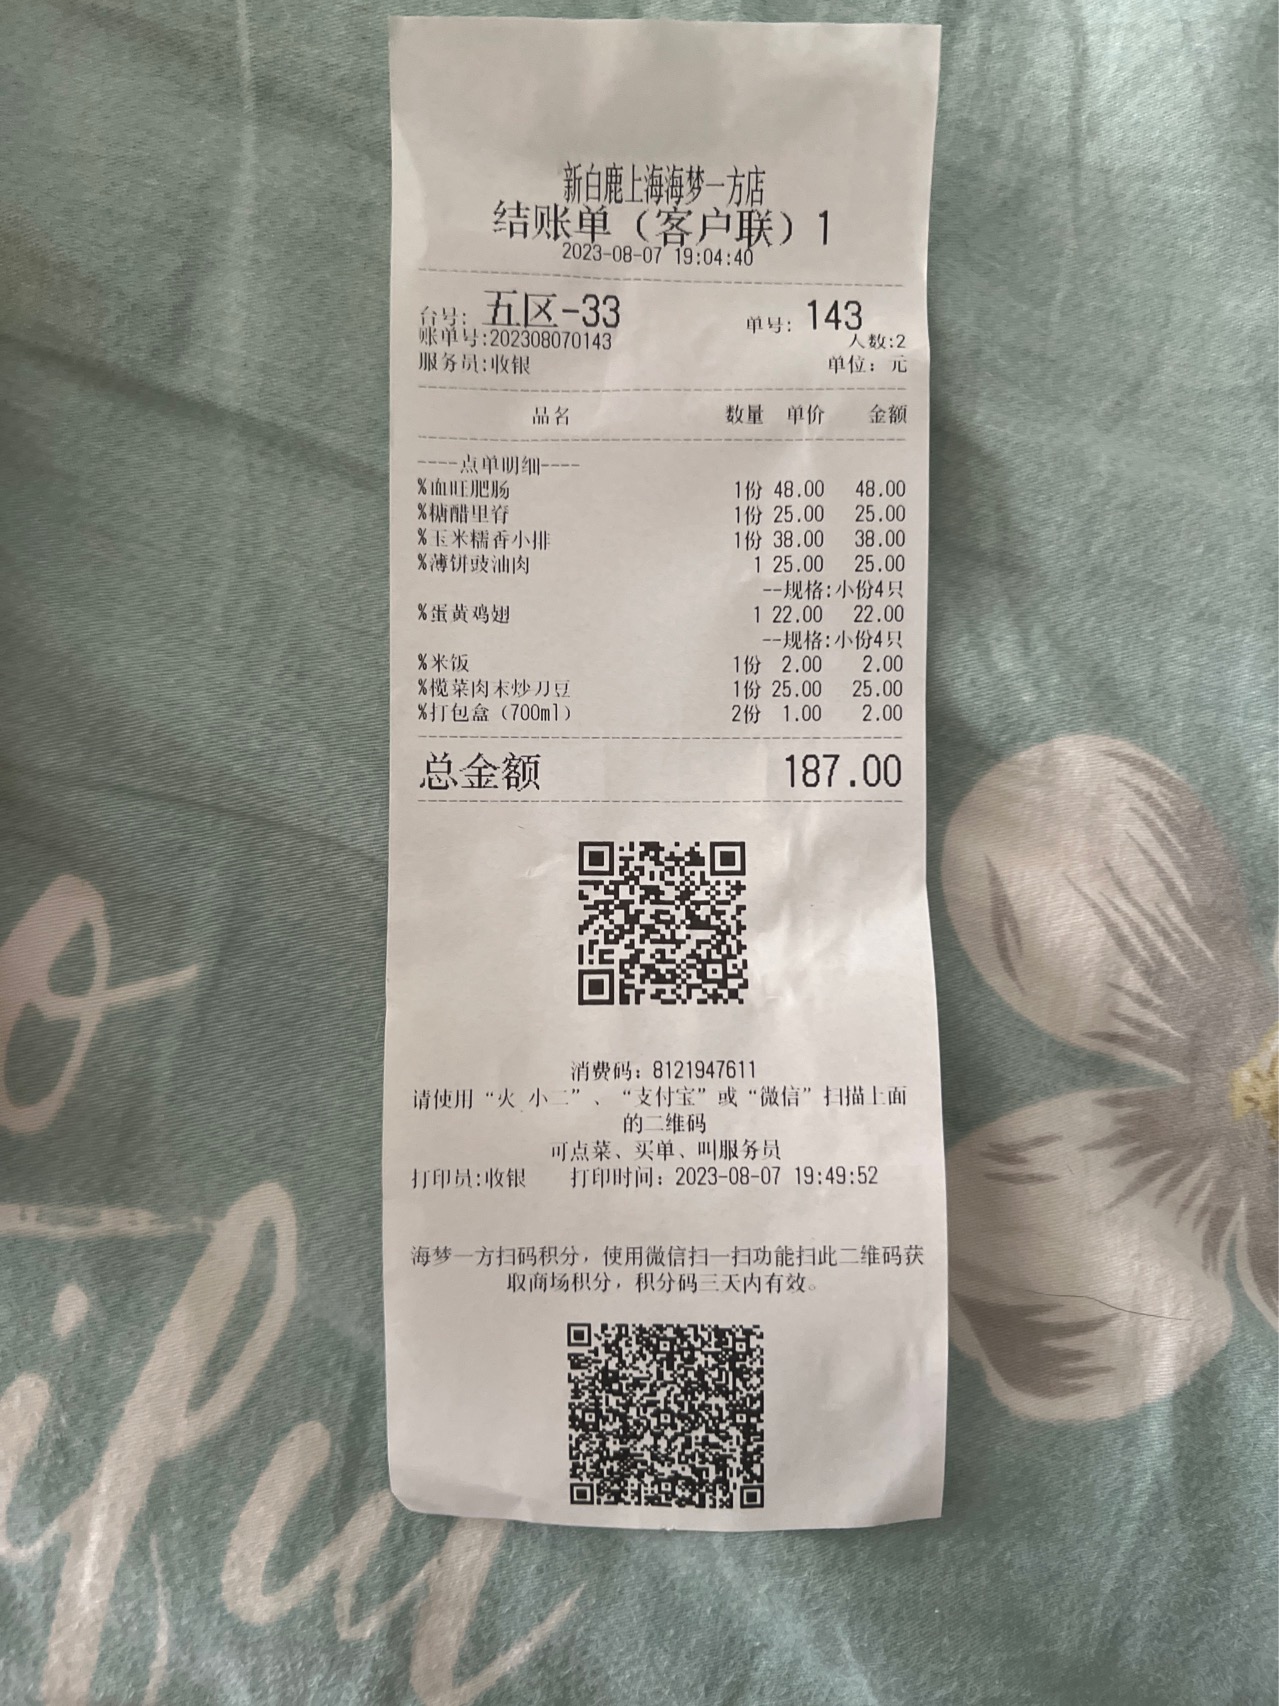 新白鹿上海海梦一方店
结账单（客户联）1
2023-08-07 19:04:40
台号: 五区-33 单号: 143
账单号:202308070143 人数:2
服务员:收银 单位: 元
品名 数量 单价 金额
----点单明细----
%血旺肥肠 1份 48.00 48.00
%糖醋里脊 1份 25.00 25.00
%玉米糯香小排 1份 38.00 38.00
%薄饼豉油肉 1 25.00 25.00
--规格:小份4只
%蛋黄鸡翅 1 22.00 22.00
--规格:小份4只
%米饭 1份 2.00 2.00
%榄菜肉末炒刀豆 1份 25.00 25.00
%打包盒（700ml） 2份 1.00 2.00
总金额 187.00
消费码: 8121947611
请使用“火 小二”、“支付宝”或“微信”扫描上面
的二维码
可点菜、买单、叫服务员
打印员:收银 打印时间: 2023-08-07 19:49:52
海梦一方扫码积分，使用微信扫一扫功能扫此二维码获
取商场积分，积分码三天内有效。